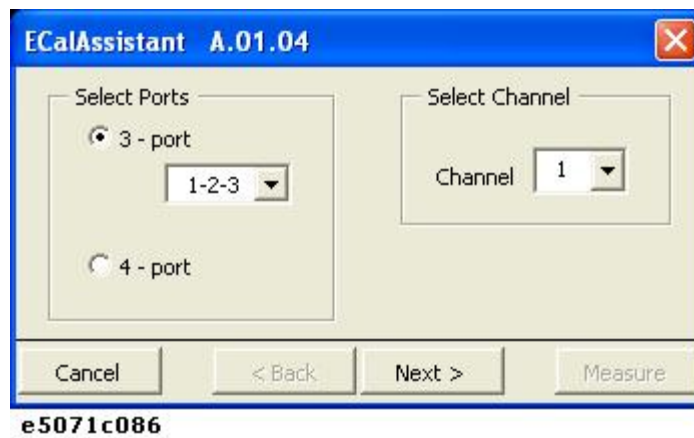 ECalAssistant A.01.04
Select Ports
3 - port
1-2-3
4 - port
Select Channel
Channel 1
Cancel
< Back
Next >
Measure
e5071c086